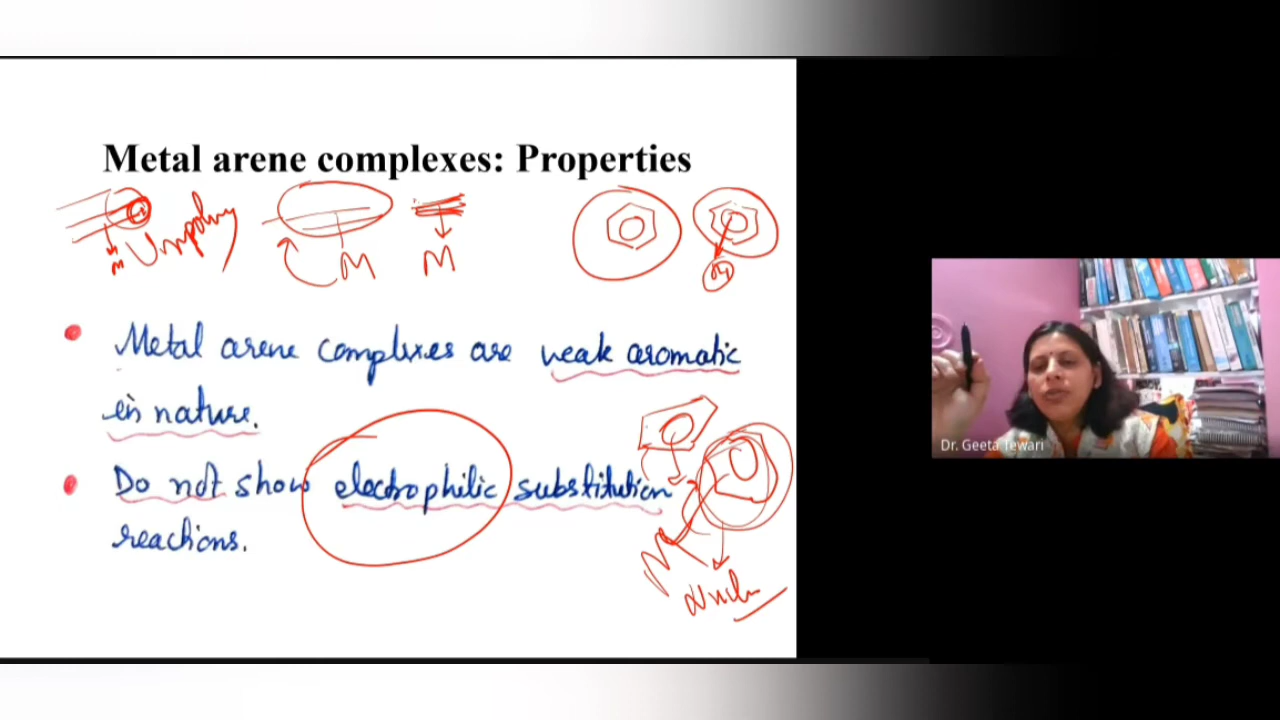 Metal arene complexes: Properties
M M M
Metal arene complexes are weak aromatic
in nature.
Do not show electrophilic substitution
reactions.
Dr. Geeta Tewari